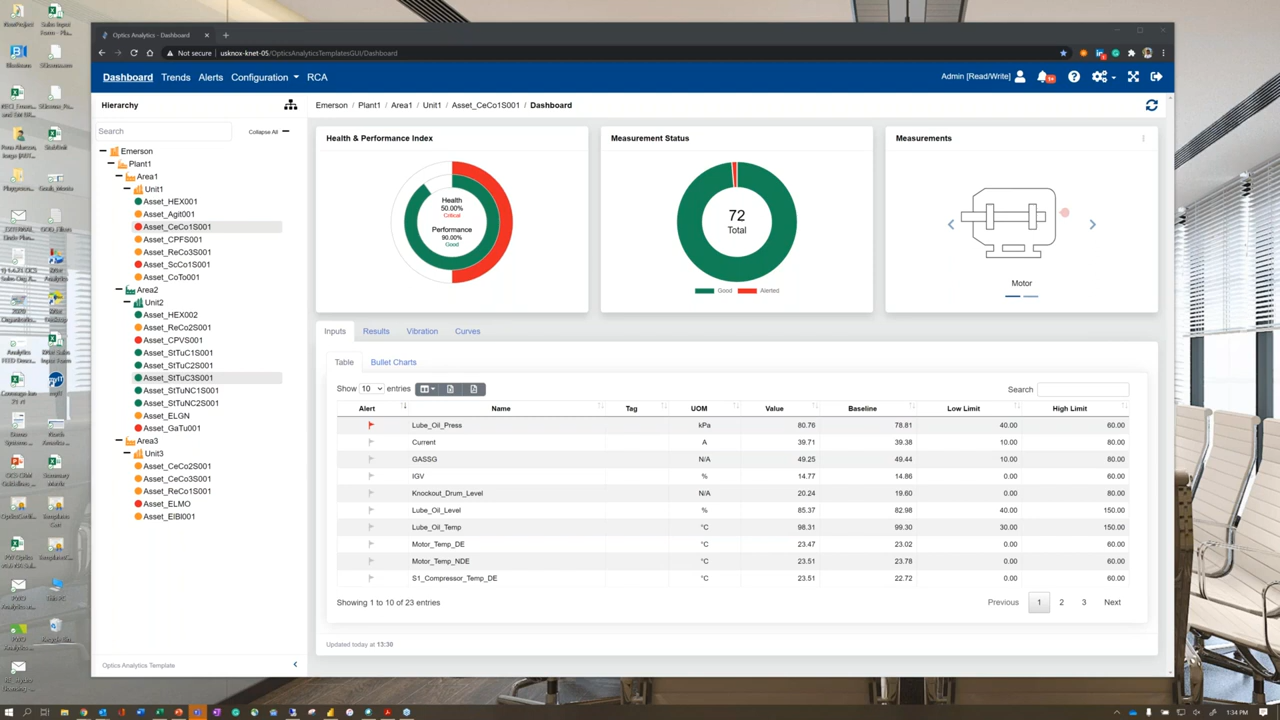 Optics Analytics - Dashboard
Not secure usknox-knet-05/OpticsAnalyticsTemplatesGUI/Dashboard
Dashboard Trends Alerts Configuration RCA
Admin [Read/Write]
Hierarchy
Emerson / Plant1 / Area1 / Unit1 / Asset_CeCo1S001 / Dashboard
Search
Collapse All
Emerson
Plant1
Area1
Unit1
Asset_HEX001
Asset_Agit001
Asset_CeCo1S001
Asset_CPFS001
Asset_ReCo3S001
Asset_ScCo1S001
Asset_CoTo001
Area2
Unit2
Asset_HEX002
Asset_ReCo2S001
Asset_CPVS001
Asset_StTuC1S001
Asset_StTuC2S001
Asset_StTuC3S001
Asset_StTuNC1S001
Asset_StTuNC2S001
Asset_ELGN
Asset_GaTu001
Area3
Unit3
Asset_CeCo2S001
Asset_CeCo3S001
Asset_ReCo1S001
Asset_ELMO
Asset_ElBl001
Optics Analytics Template
Health & Performance Index
Health
50.00%
Critical
Performance
90.00%
Good
Measurement Status
72
Total
Good Alerted
Measurements
Motor
Inputs Results Vibration Curves
Table Bullet Charts
Show 10 entries
Search
Alert Name Tag UOM Value Baseline Low Limit High Limit
Lube_Oil_Press kPa 80.76 78.81 40.00 60.00
Current A 39.71 39.38 10.00 80.00
GASSG N/A 49.25 49.44 10.00 80.00
IGV % 14.77 14.86 0.00 60.00
Knockout_Drum_Level N/A 20.24 19.60 0.00 80.00
Lube_Oil_Level % 85.37 82.98 40.00 150.00
Lube_Oil_Temp °C 98.31 99.30 30.00 150.00
Motor_Temp_DE °C 23.47 23.02 0.00 60.00
Motor_Temp_NDE °C 23.51 23.78 0.00 60.00
S1_Compressor_Temp_DE °C 23.51 22.72 0.00 60.00
Showing 1 to 10 of 23 entries
Previous 1 2 3 Next
Updated today at 13:30
1:34 PM